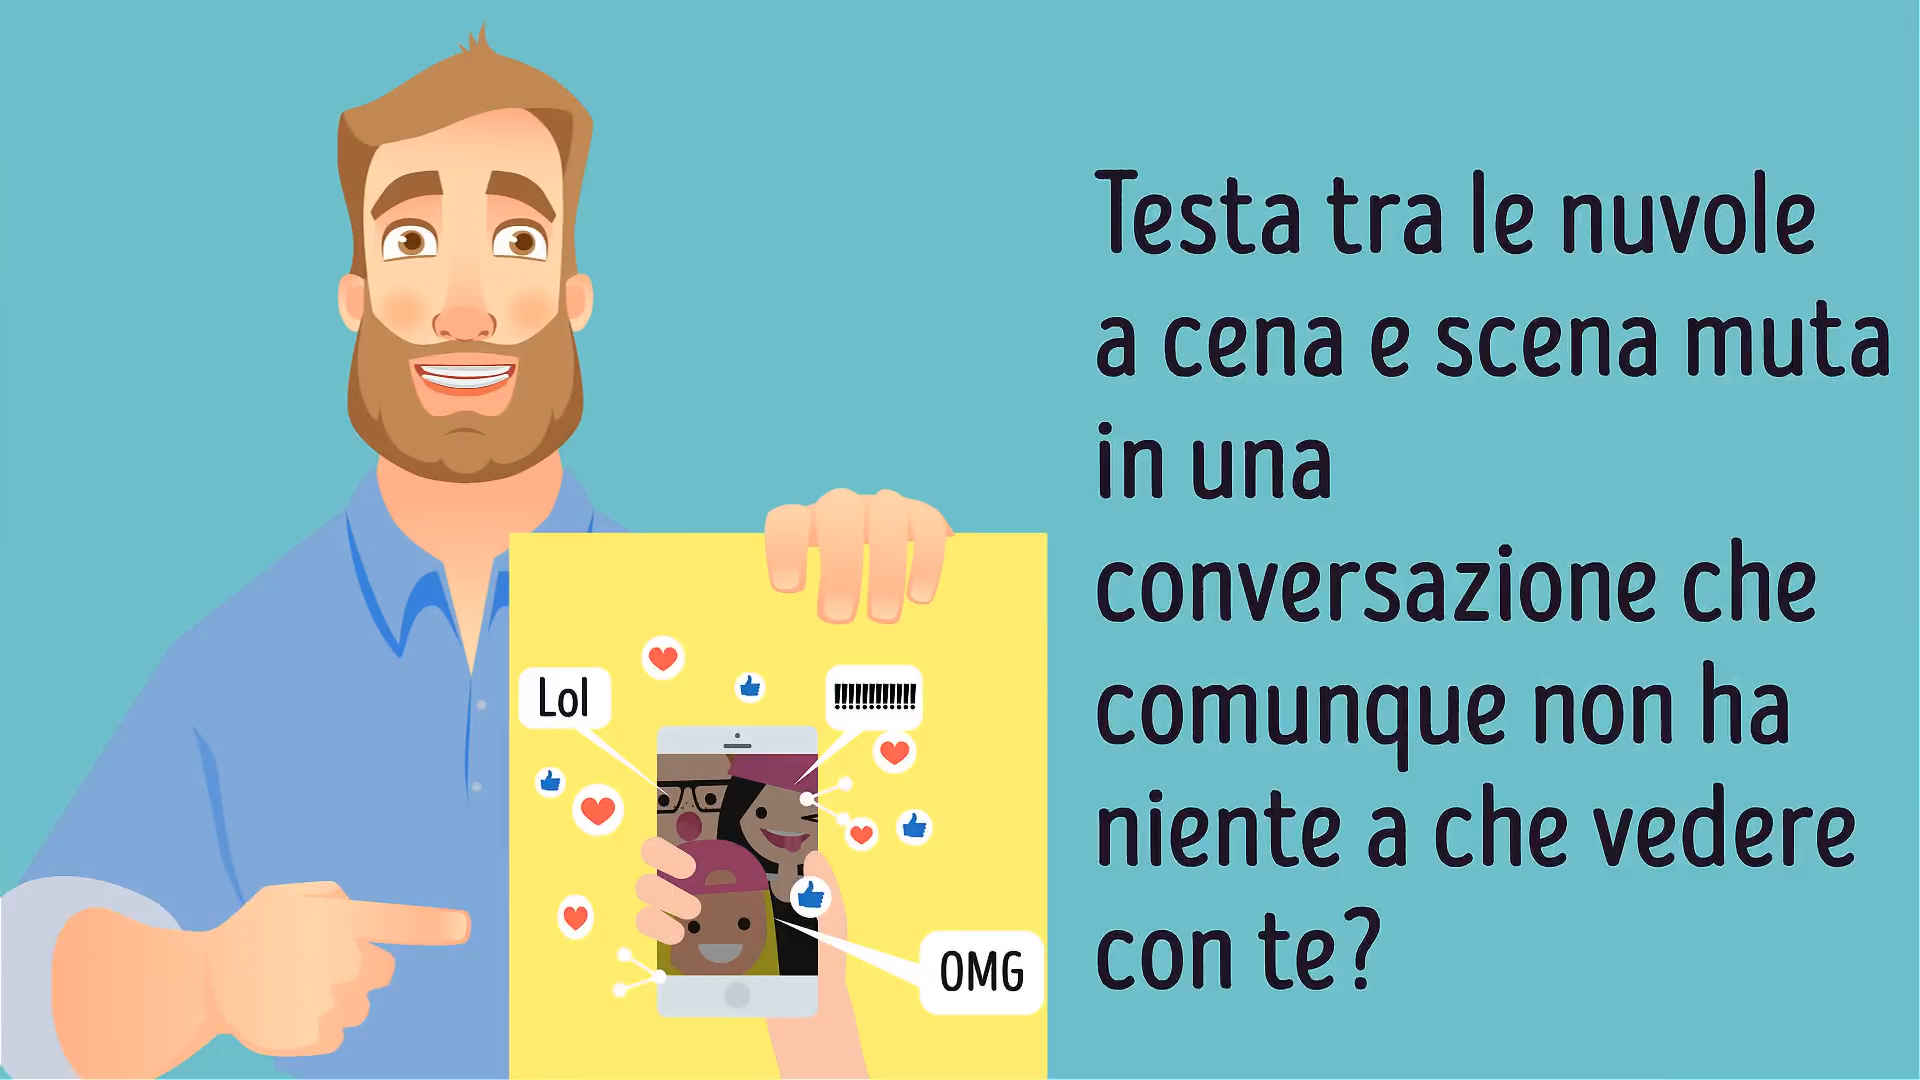 Testa tra le nuvole
a cena e scena muta
in una
conversazione che
comunque non ha
niente a che vedere
con te?
Lol
!!!!!!!!!!!!
OMG